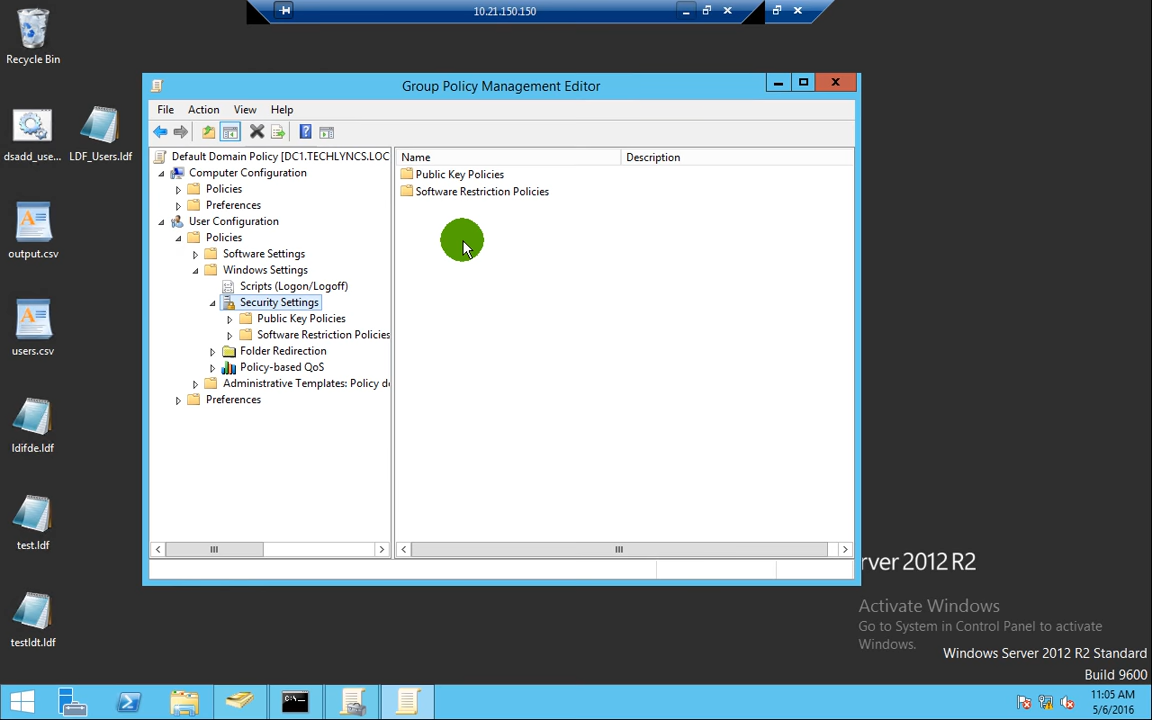 10.21.150.150
Recycle Bin
dsadd_use...
LDF_Users.ldf
output.csv
users.csv
ldifde.ldf
test.ldf
testldt.ldf
Group Policy Management Editor
File Action View Help
Default Domain Policy [DC1.TECHLYNCS.LOC
Computer Configuration
Policies
Preferences
User Configuration
Policies
Software Settings
Windows Settings
Scripts (Logon/Logoff)
Security Settings
Public Key Policies
Software Restriction Policies
Folder Redirection
Policy-based QoS
Administrative Templates: Policy de
Preferences
Name Description
Public Key Policies
Software Restriction Policies
rver 2012 R2
Activate Windows
Go to System in Control Panel to activate
Windows.
Windows Server 2012 R2 Standard
Build 9600
C:\
11:05 AM
5/6/2016